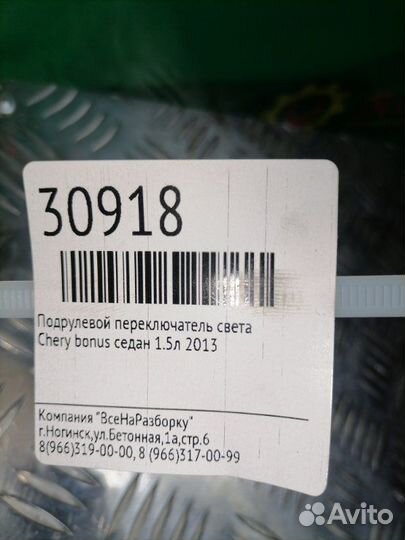 30918
Подрулевой переключатель света
Chery bonus седан 1.5л 2013
Компания "ВсеНаРазборку"
г.Ногинск,ул.Бетонная,1а,стр.6
8(966)319-00-00, 8 (966)317-00-99
Avito